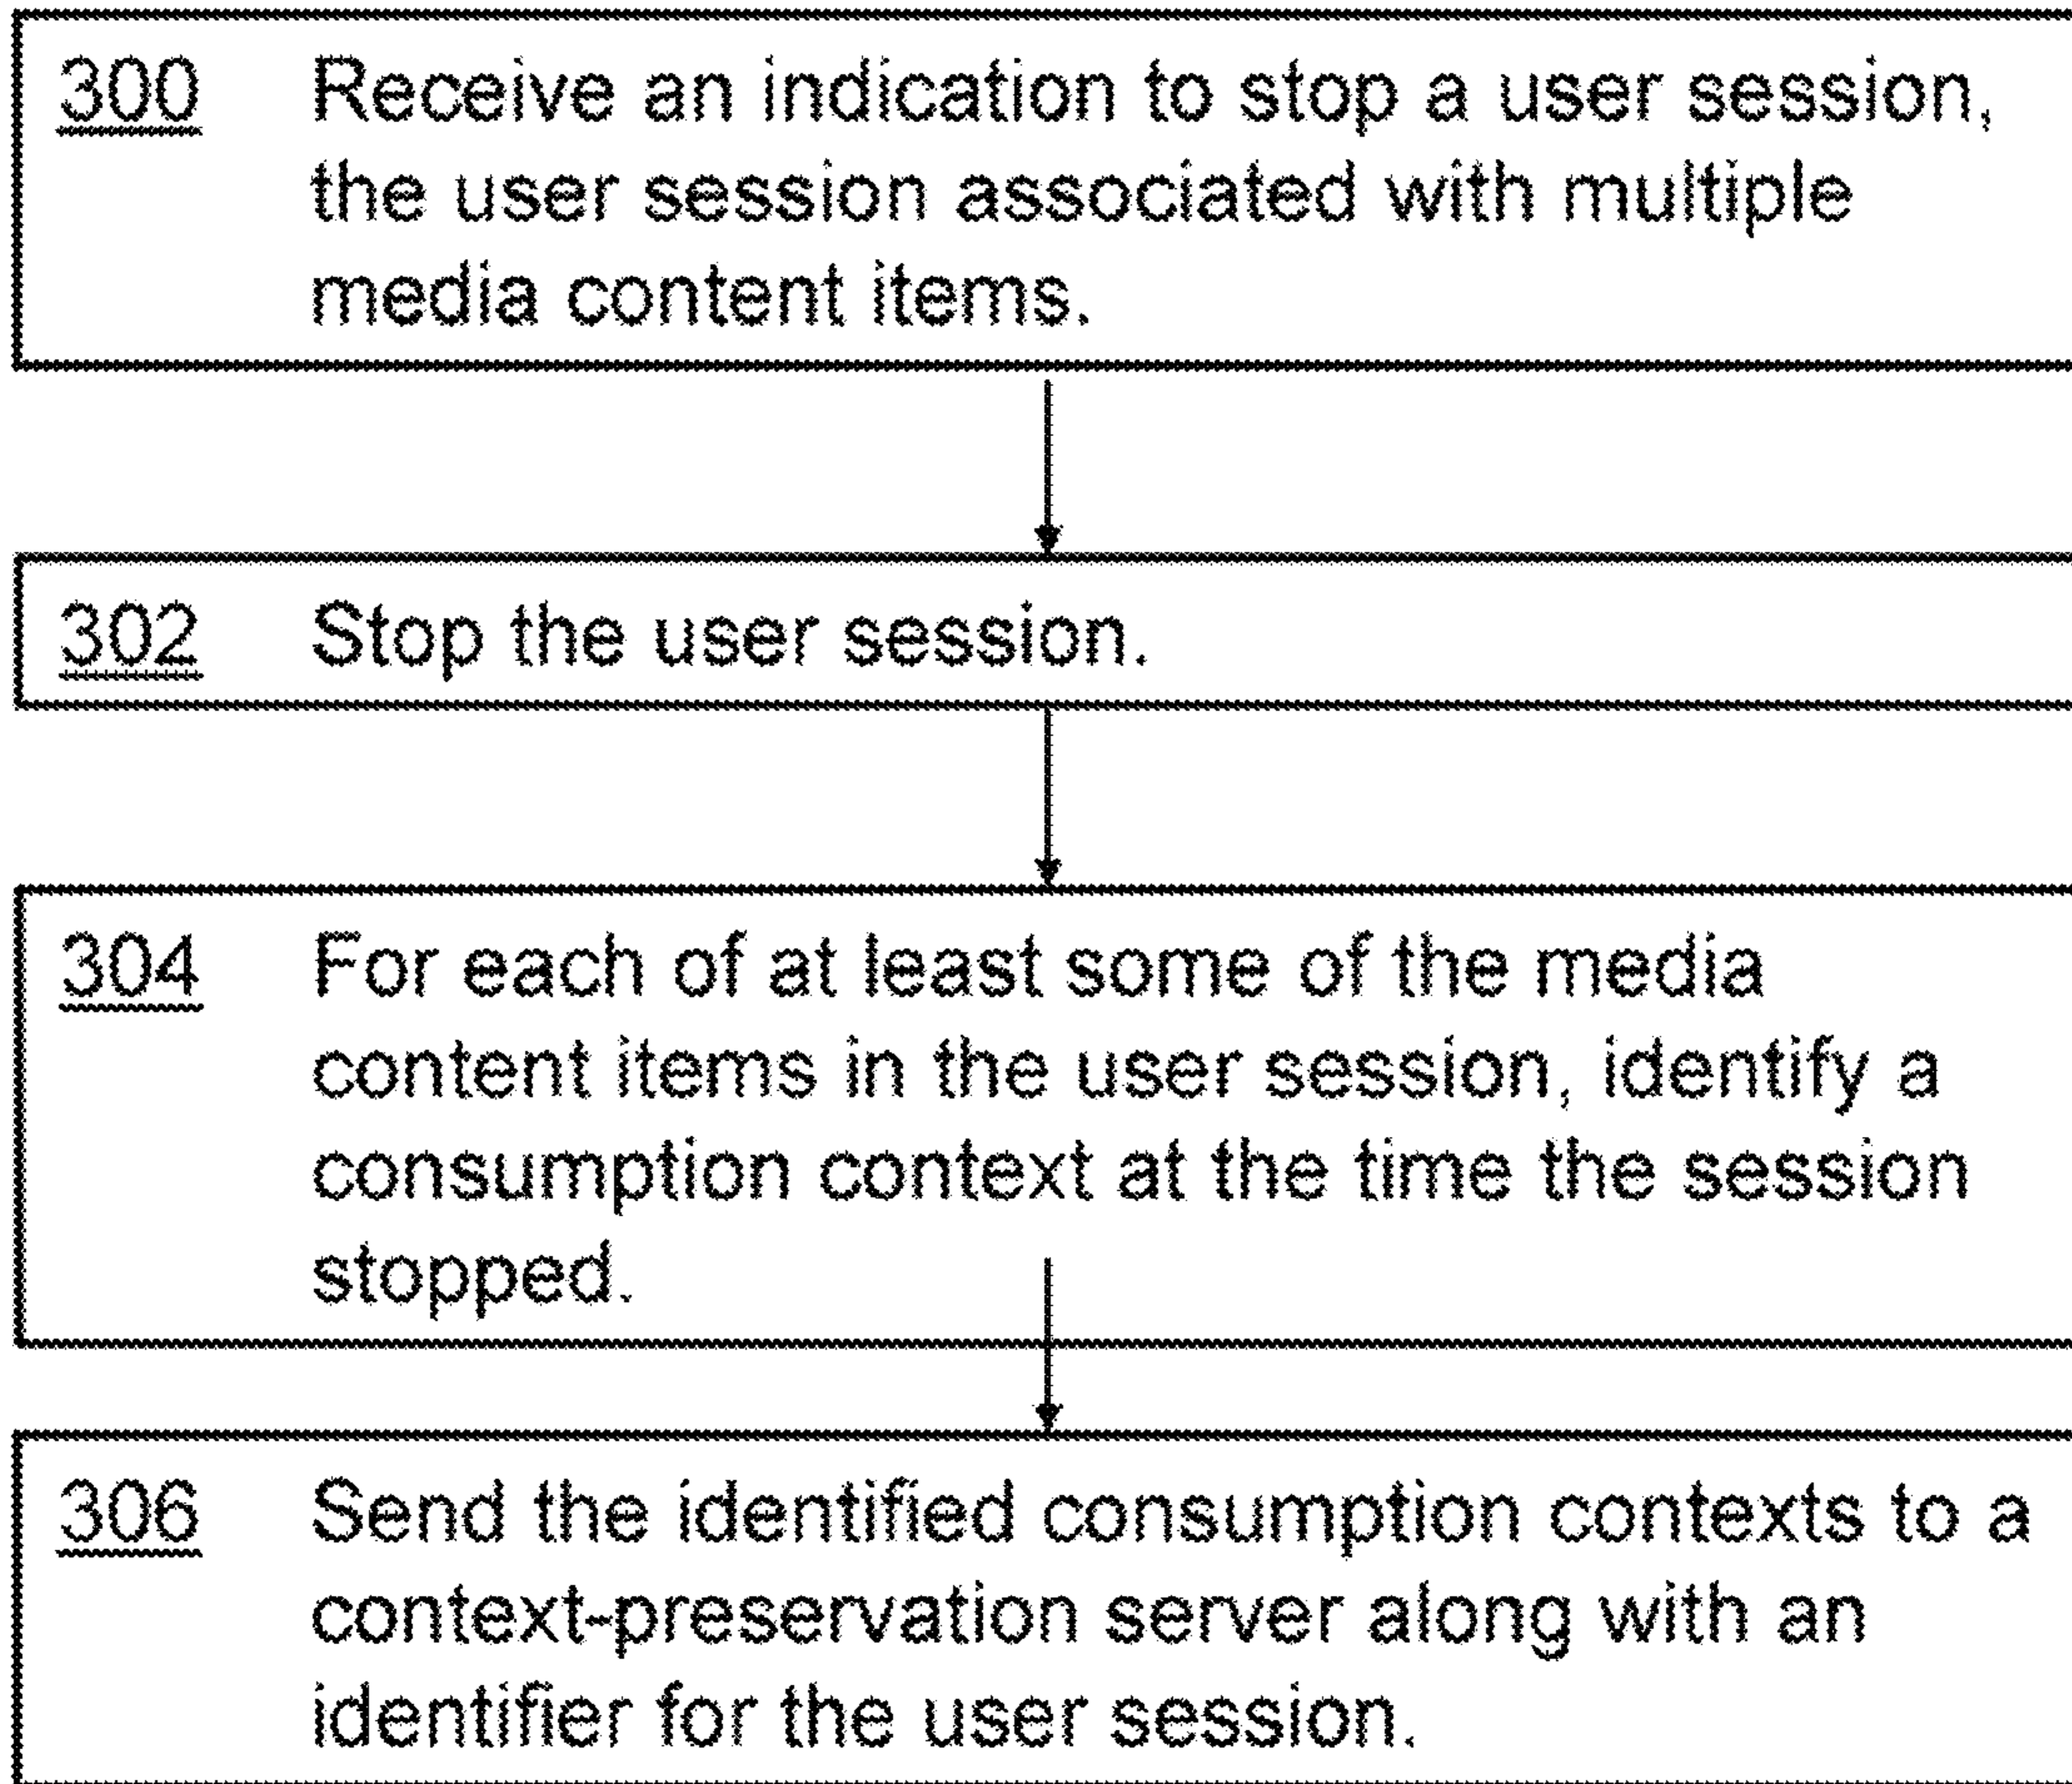 300 Receive an indication to stop a user session,
the user session associated with multiple
media content items.
302 Stop the user session.
304 For each of at least some of the media
content items in the user session, identify a
consumption context at the time the session
stopped.
306 Send the identified consumption contexts to a
context-preservation server along with an
identifier for the user session.